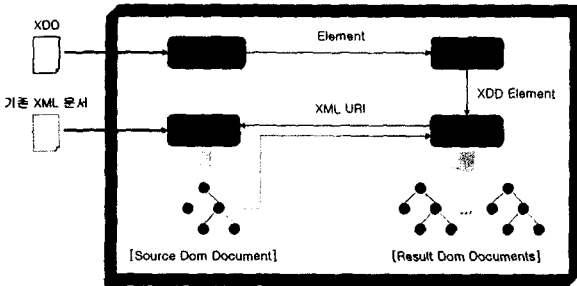 XDD
Element
XDD Element
기존 XML 문서
XML URI
...
[Source Dom Document]
[Result Dom Documents]